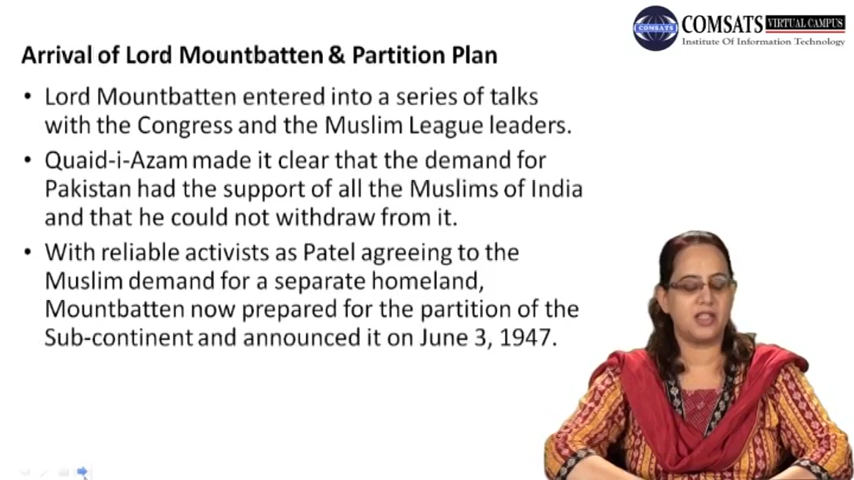 COMSATS VIRTUAL CAMPUS
COMSATS
Institute Of Information Technology
Arrival of Lord Mountbatten & Partition Plan
• Lord Mountbatten entered into a series of talks
with the Congress and the Muslim League leaders.
• Quaid-i-Azam made it clear that the demand for
Pakistan had the support of all the Muslims of India
and that he could not withdraw from it.
• With reliable activists as Patel agreeing to the
Muslim demand for a separate homeland,
Mountbatten now prepared for the partition of the
Sub-continent and announced it on June 3, 1947.